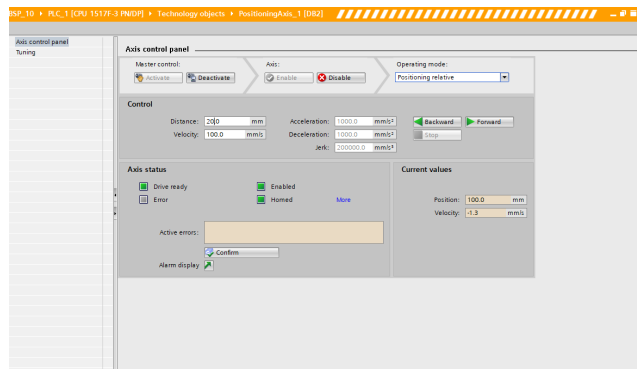 BSP_10 ▸ PLC_1 [CPU 1517F-3 PN/DP] ▸ Technology objects ▸ PositioningAxis_1 [DB2]
Axis control panel
Tuning
Axis control panel
Master control: Axis: Operating mode:
Activate Deactivate Enable Disable Positioning relative
Control
Distance: 20.0 mm Acceleration: 1000.0 mm/s² Backward Forward
Velocity: 100.0 mm/s Deceleration: 1000.0 mm/s² Stop
Jerk: 200000.0 mm/s³
Axis status Current values
Drive ready Enabled
Error Homed More Position: 100.0 mm
Velocity: -1.3 mm/s
Active errors:
Confirm
Alarm display